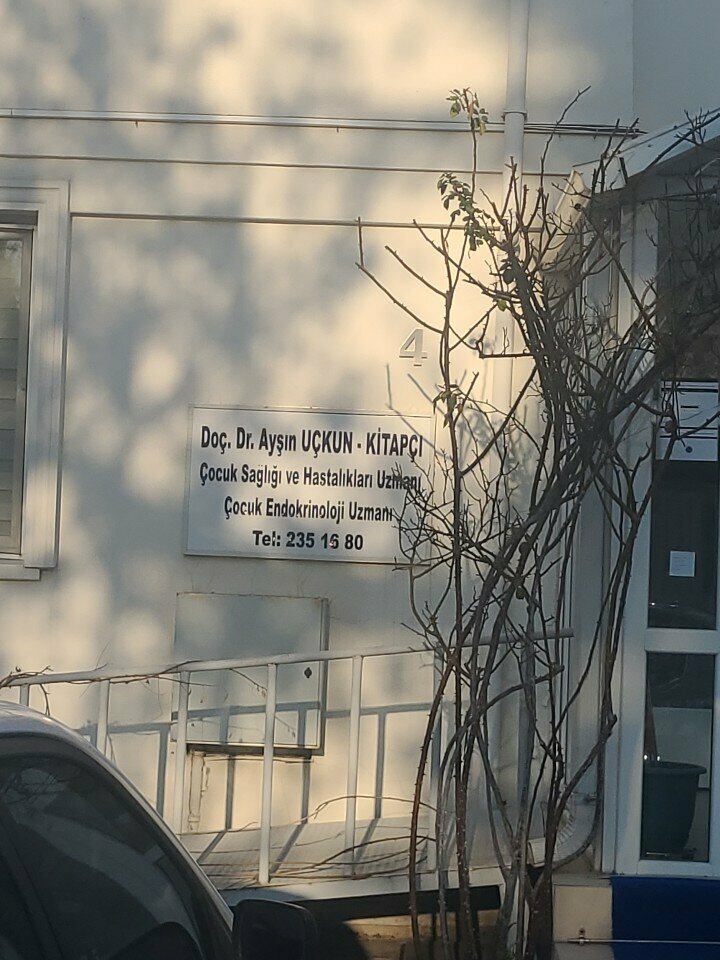 4
Doç. Dr. Ayşın UÇKUN - KİTAPÇI
Çocuk Sağlığı ve Hastalıkları Uzmanı
Çocuk Endokrinoloji Uzmanı
Tel: 235 16 80